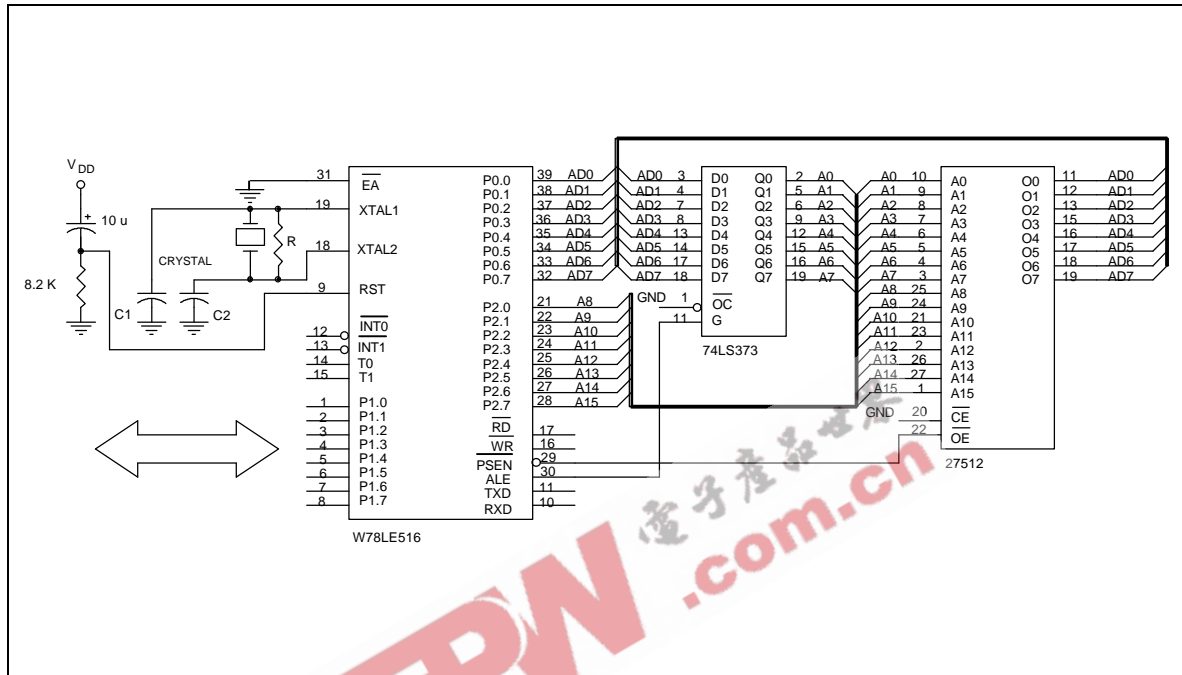 V DD
10 u
8.2 K
C1
CRYSTAL
C2
R
31 EA
19 XTAL1
18 XTAL2
9 RST
12 INT0
13 INT1
14 T0
15 T1
1 P1.0
2 P1.1
3 P1.2
4 P1.3
5 P1.4
6 P1.5
7 P1.6
8 P1.7
P0.0 39 AD0
P0.1 38 AD1
P0.2 37 AD2
P0.3 36 AD3
P0.4 35 AD4
P0.5 34 AD5
P0.6 33 AD6
P0.7 32 AD7
P2.0 21 A8
P2.1 22 A9
P2.2 23 A10
P2.3 24 A11
P2.4 25 A12
P2.5 26 A13
P2.6 27 A14
P2.7 28 A15
RD 17
WR 16
PSEN 29
ALE 30
TXD 11
RXD 10
W78LE516
AD0 3 D0 Q0 2 A0
AD1 4 D1 Q1 5 A1
AD2 7 D2 Q2 6 A2
AD3 8 D3 Q3 9 A3
AD4 13 D4 Q4 12 A4
AD5 14 D5 Q5 15 A5
AD6 17 D6 Q6 16 A6
AD7 18 D7 Q7 19 A7
GND 1 OC
11 G
74LS373
A0 10 A0 O0 11 AD0
A1 9 A1 O1 12 AD1
A2 8 A2 O2 13 AD2
A3 7 A3 O3 15 AD3
A4 6 A4 O4 16 AD4
A5 5 A5 O5 17 AD5
A6 4 A6 O6 18 AD6
A7 3 A7 O7 19 AD7
A8 25 A8
A9 24 A9
A10 21 A10
A11 23 A11
A12 2 A12
A13 26 A13
A14 27 A14
A15 1 A15
GND 20 CE
22 OE
27512
電子產品世界
.com.cn